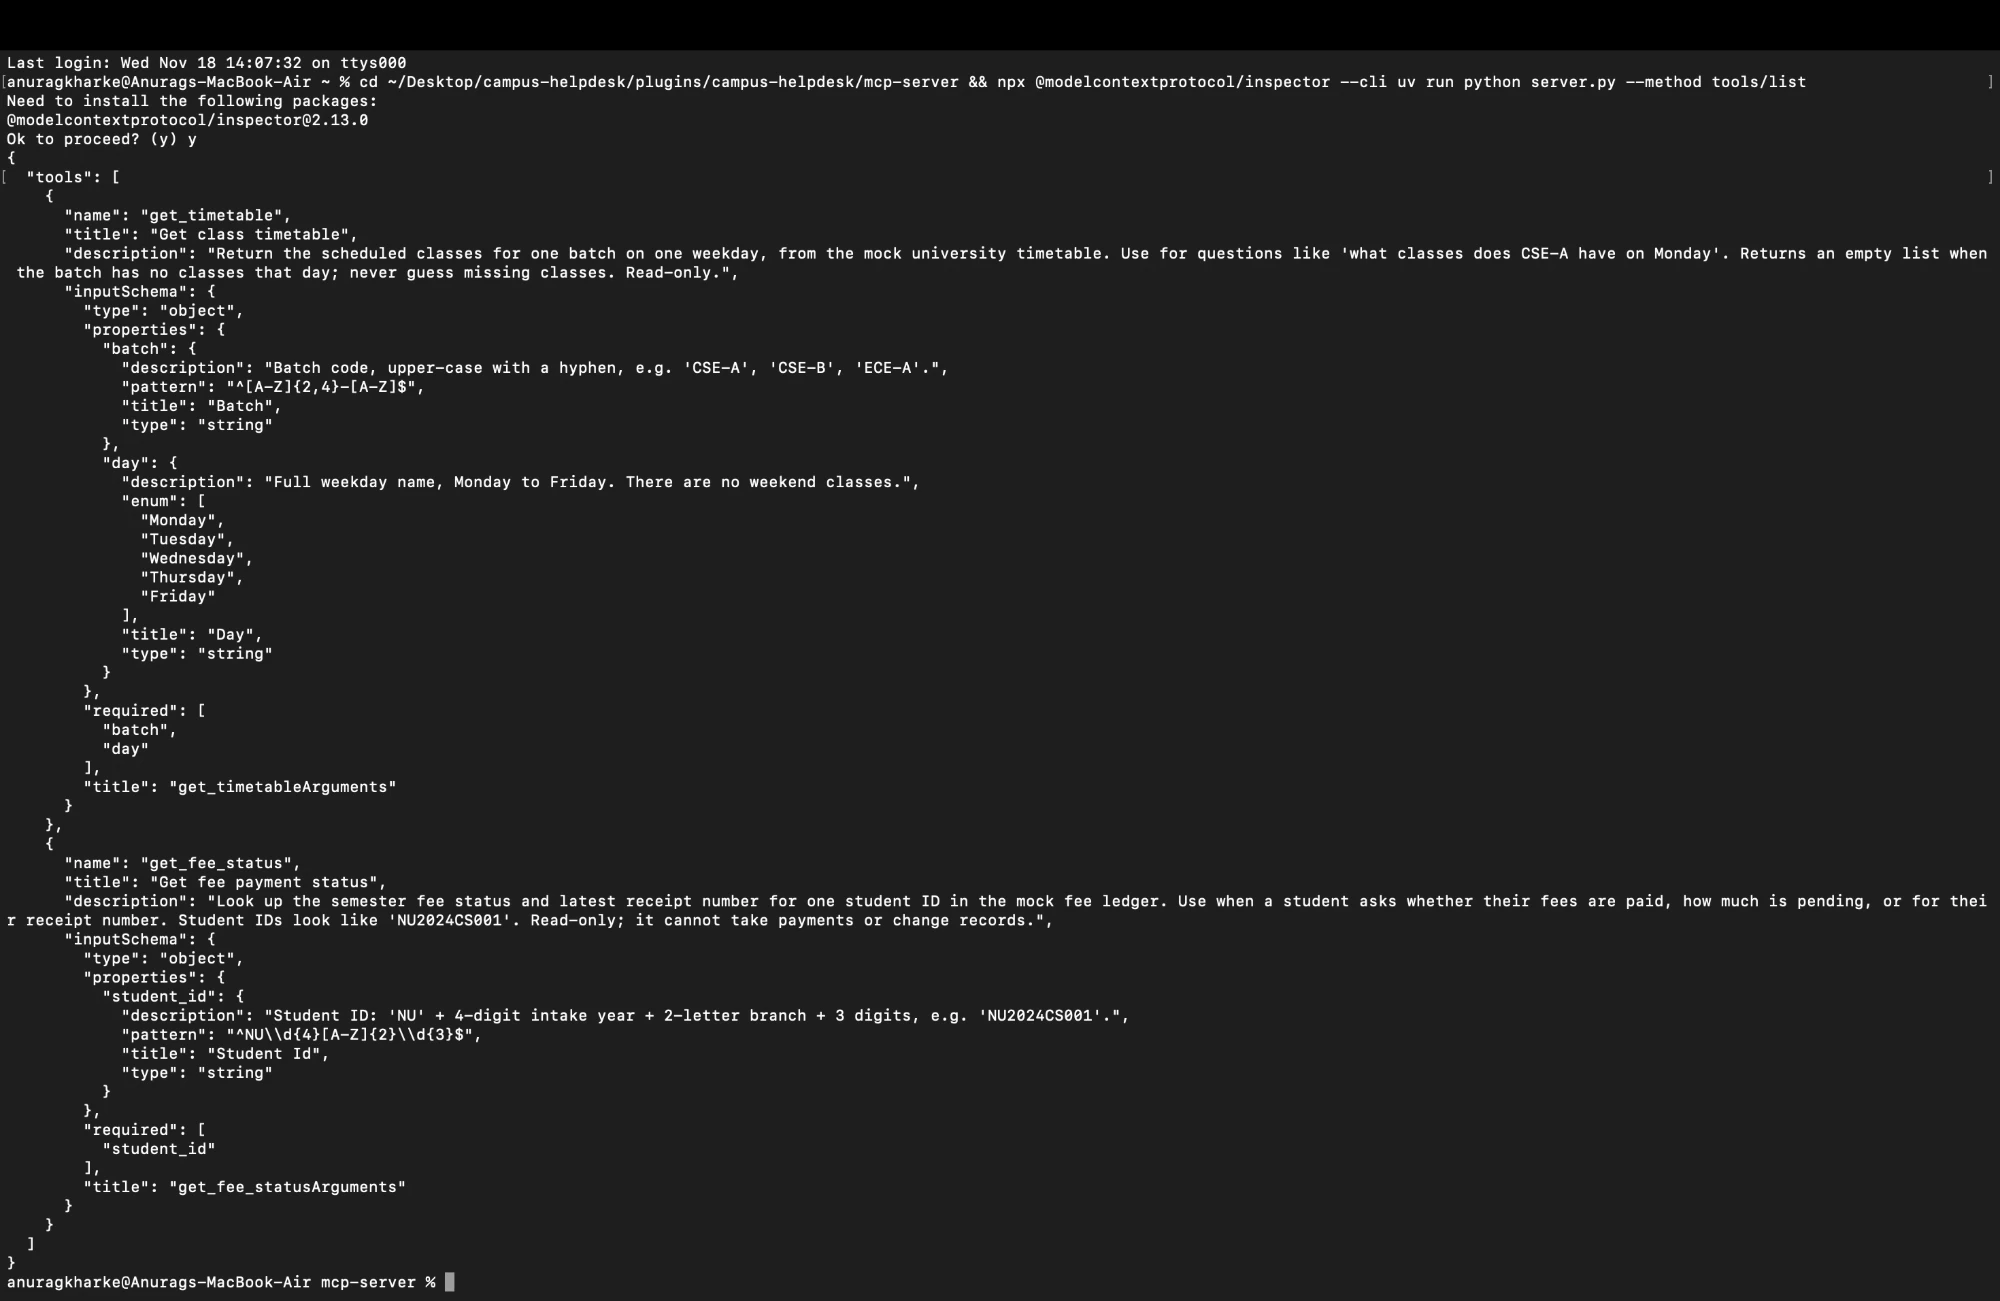 Last login: Wed Nov 18 14:07:32 on ttys000
[anuragkharke@Anurags-MacBook-Air ~ % cd ~/Desktop/campus-helpdesk/plugins/campus-helpdesk/mcp-server && npx @modelcontextprotocol/inspector --cli uv run python server.py --method tools/list ]
Need to install the following packages:
@modelcontextprotocol/inspector@2.13.0
Ok to proceed? (y) y
{
[  "tools": [ ]
    {
      "name": "get_timetable",
      "title": "Get class timetable",
      "description": "Return the scheduled classes for one batch on one weekday, from the mock university timetable. Use for questions like 'what classes does CSE-A have on Monday'. Returns an empty list when
 the batch has no classes that day; never guess missing classes. Read-only.",
      "inputSchema": {
        "type": "object",
        "properties": {
          "batch": {
            "description": "Batch code, upper-case with a hyphen, e.g. 'CSE-A', 'CSE-B', 'ECE-A'.",
            "pattern": "^[A-Z]{2,4}-[A-Z]$",
            "title": "Batch",
            "type": "string"
          },
          "day": {
            "description": "Full weekday name, Monday to Friday. There are no weekend classes.",
            "enum": [
              "Monday",
              "Tuesday",
              "Wednesday",
              "Thursday",
              "Friday"
            ],
            "title": "Day",
            "type": "string"
          }
        },
        "required": [
          "batch",
          "day"
        ],
        "title": "get_timetableArguments"
      }
    },
    {
      "name": "get_fee_status",
      "title": "Get fee payment status",
      "description": "Look up the semester fee status and latest receipt number for one student ID in the mock fee ledger. Use when a student asks whether their fees are paid, how much is pending, or for thei
r receipt number. Student IDs look like 'NU2024CS001'. Read-only; it cannot take payments or change records.",
      "inputSchema": {
        "type": "object",
        "properties": {
          "student_id": {
            "description": "Student ID: 'NU' + 4-digit intake year + 2-letter branch + 3 digits, e.g. 'NU2024CS001'.",
            "pattern": "^NU\\d{4}[A-Z]{2}\\d{3}$",
            "title": "Student Id",
            "type": "string"
          }
        },
        "required": [
          "student_id"
        ],
        "title": "get_fee_statusArguments"
      }
    }
  ]
}
anuragkharke@Anurags-MacBook-Air mcp-server %